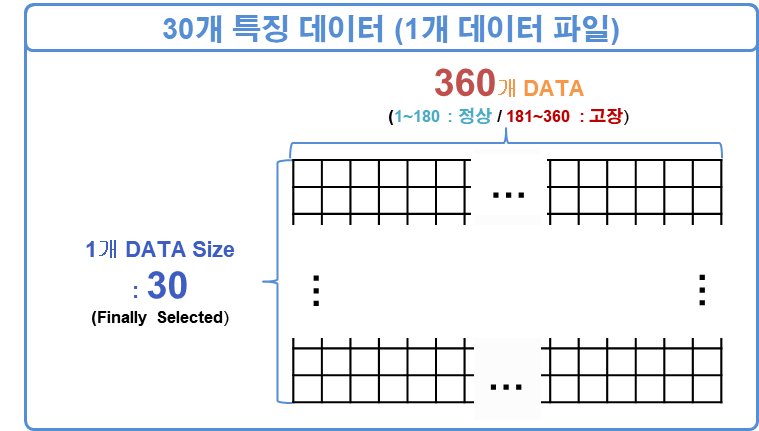 30개 특징 데이터 (1개 데이터 파일)
360개 DATA
(1~180 : 정상 / 181~360 : 고장)
...
1개 DATA Size
: 30
(Finally Selected)
...